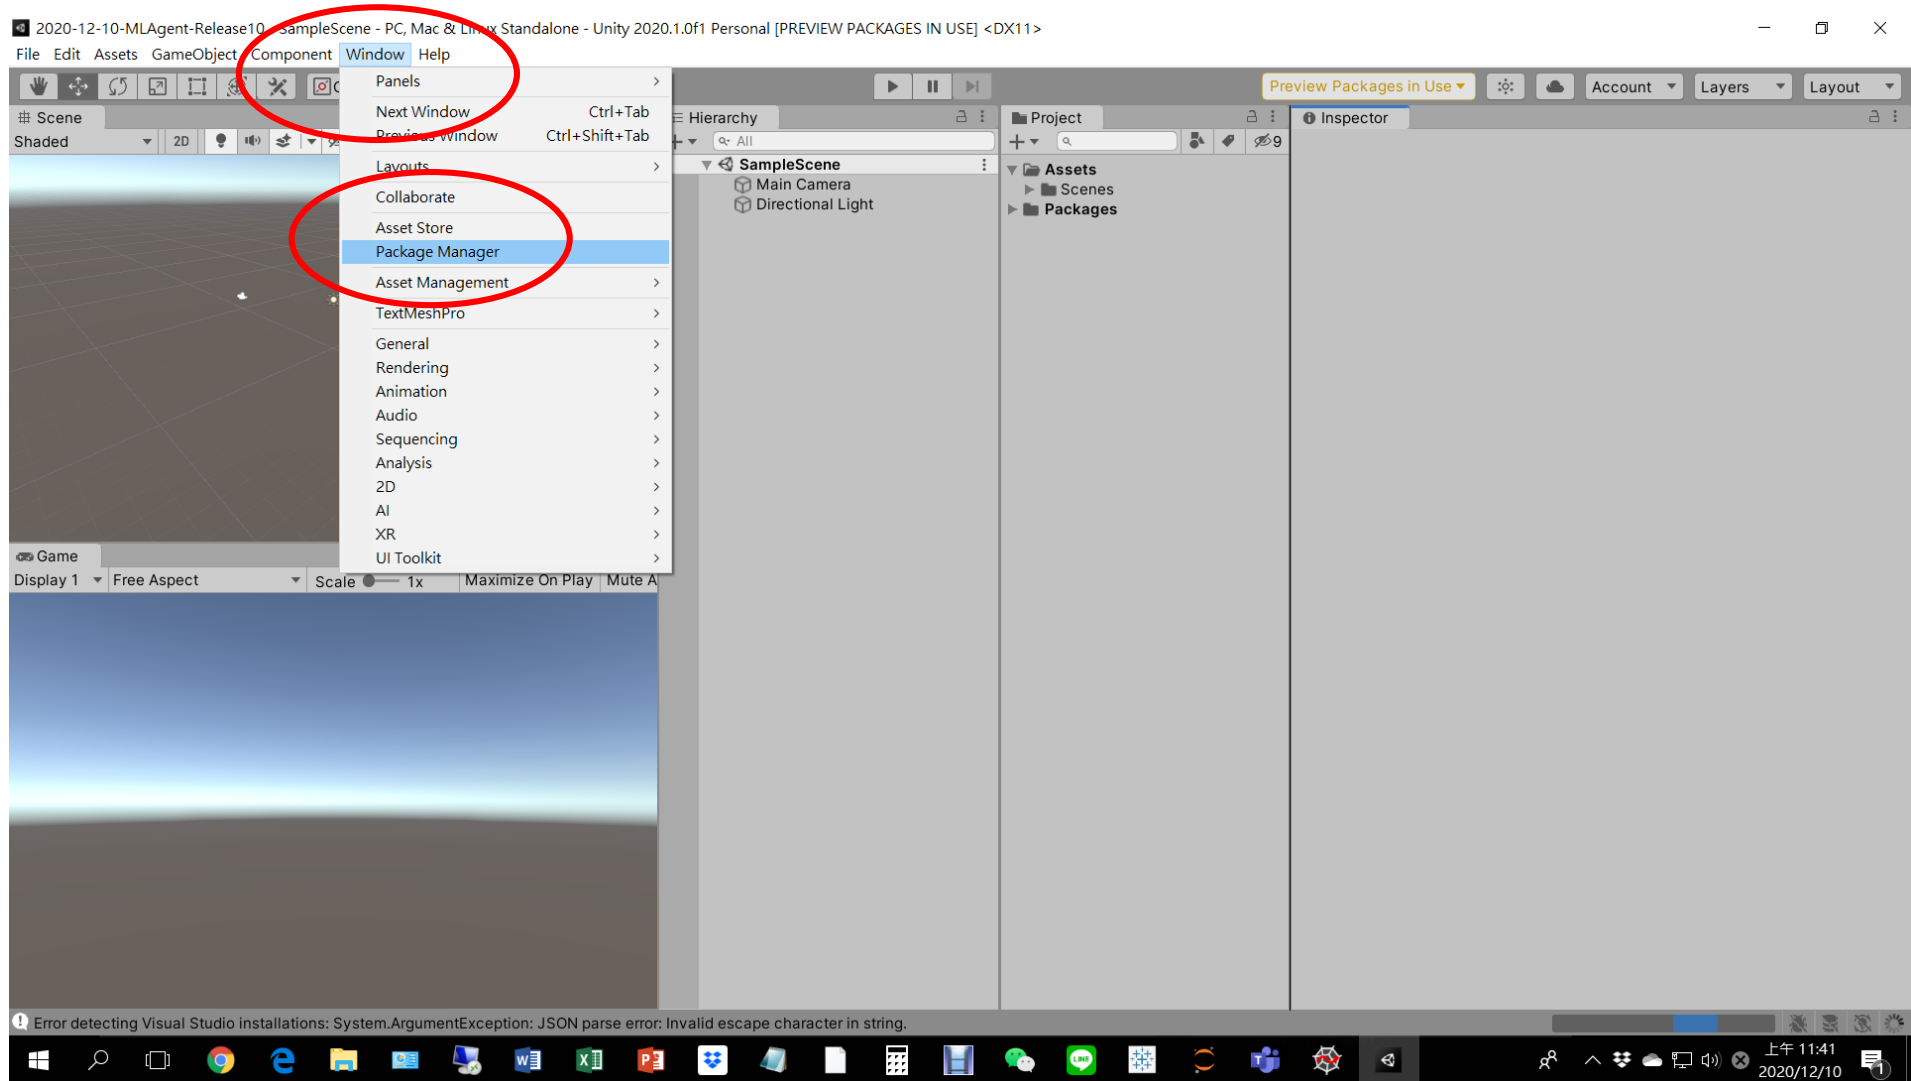 2020-12-10-MLAgent-Release10 - SampleScene - PC, Mac & Linux Standalone - Unity 2020.1.0f1 Personal [PREVIEW PACKAGES IN USE] <DX11>
File Edit Assets GameObject Component Window Help
Preview Packages in Use Account Layers Layout
Panels
Next Window Ctrl+Tab
Previous Window Ctrl+Shift+Tab
Layouts
Collaborate
Asset Store
Package Manager
Asset Management
TextMeshPro
General
Rendering
Animation
Audio
Sequencing
Analysis
2D
AI
XR
UI Toolkit
Scene
Shaded 2D
Hierarchy
All
SampleScene
Main Camera
Directional Light
Project
9
Assets
Scenes
Packages
Inspector
Game
Display 1 Free Aspect Scale 1x Maximize On Play Mute A
Error detecting Visual Studio installations: System.ArgumentException: JSON parse error: Invalid escape character in string.
上午 11:41
2020/12/10
1